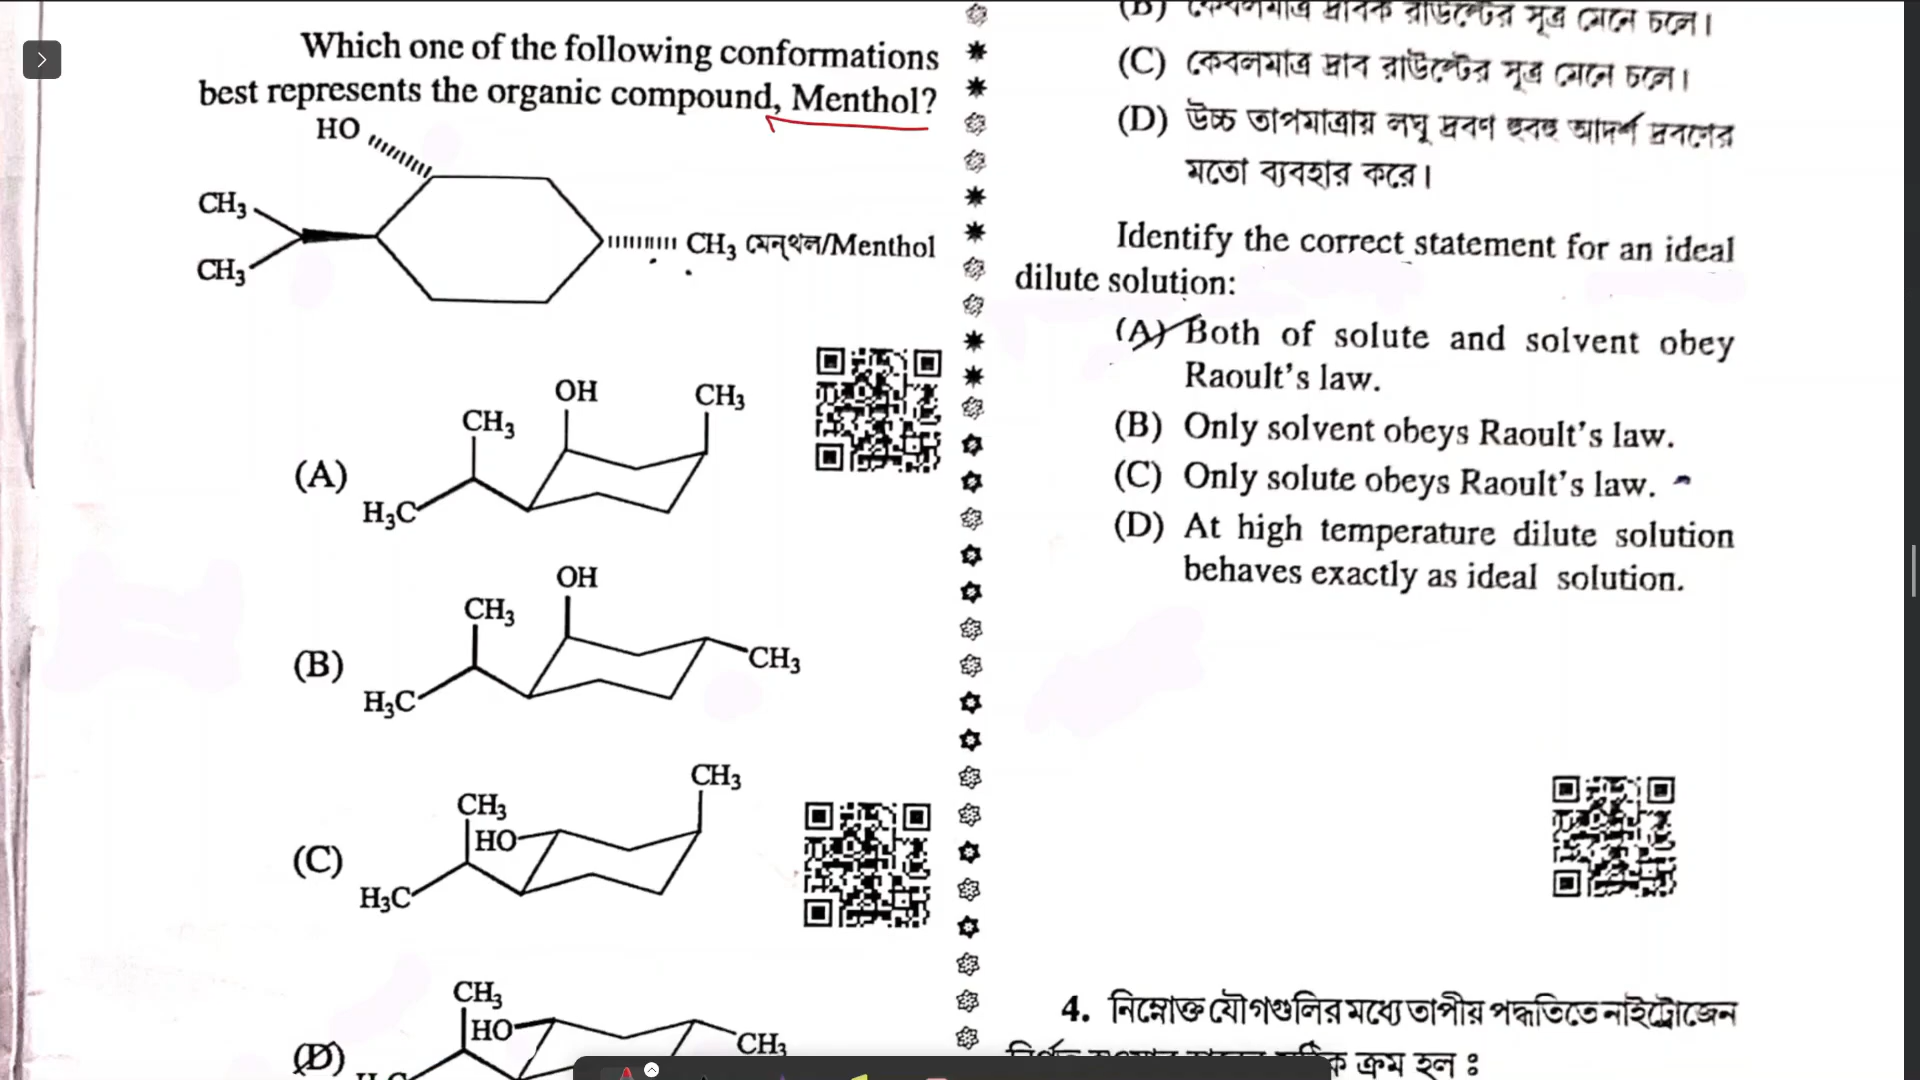 Which one of the following conformations
best represents the organic compound, Menthol?
HO
CH3
CH3
CH3 মেন্থল/Menthol
(A)
OH
CH3
CH3
H3C
(B)
OH
CH3
CH3
H3C
(C)
CH3
CH3
HO
H3C
(D)
CH3
HO
CH3
(B) কেবলমাত্র দ্রাবক রাউল্টের সূত্র মেনে চলে।
(C) কেবলমাত্র দ্রাব রাউল্টের সূত্র মেনে চলে।
(D) উচ্চ তাপমাত্রায় লঘু দ্রবণ হুবহু আদর্শ দ্রবণের
মতো ব্যবহার করে।
Identify the correct statement for an ideal
dilute solution:
(A) Both of solute and solvent obey
Raoult's law.
(B) Only solvent obeys Raoult's law.
(C) Only solute obeys Raoult's law.
(D) At high temperature dilute solution
behaves exactly as ideal solution.
4. নিম্নোক্ত যৌগগুলির মধ্যে তাপীয় পদ্ধতিতে নাইট্রোজেন
ক্রম হল ঃ